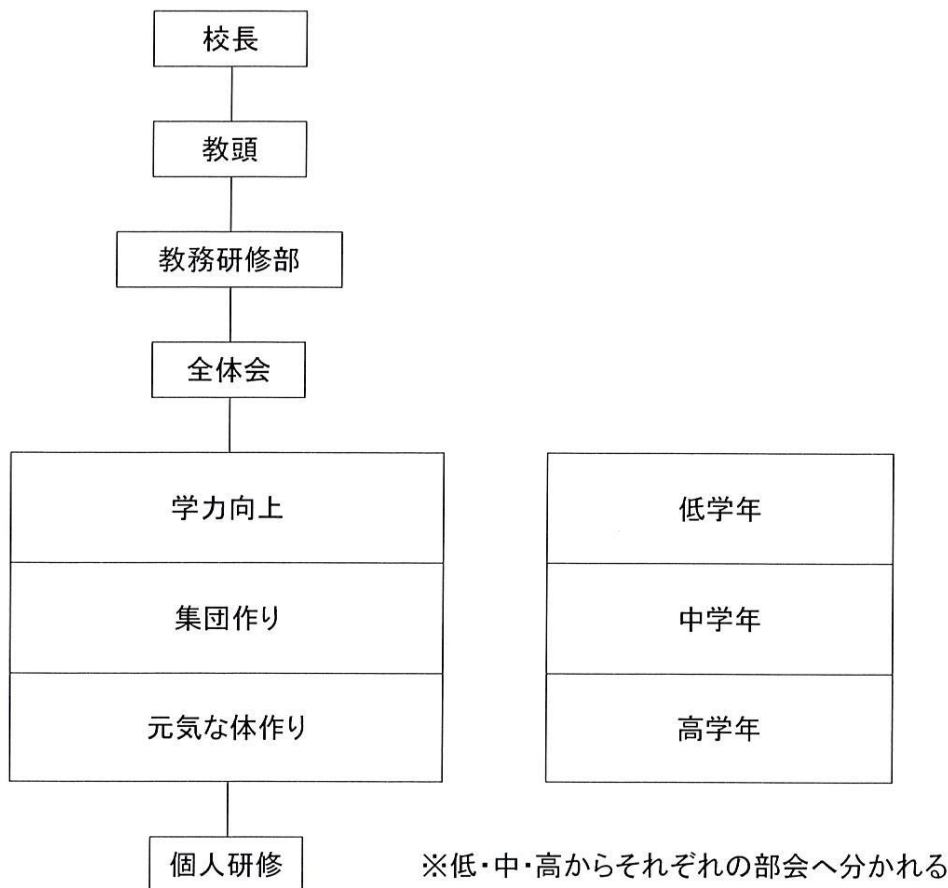 校長
教頭
教務研修部
全体会
学力向上
集団作り
元気な体作り
低学年
中学年
高学年
個人研修
※低・中・高からそれぞれの部会へ分かれる